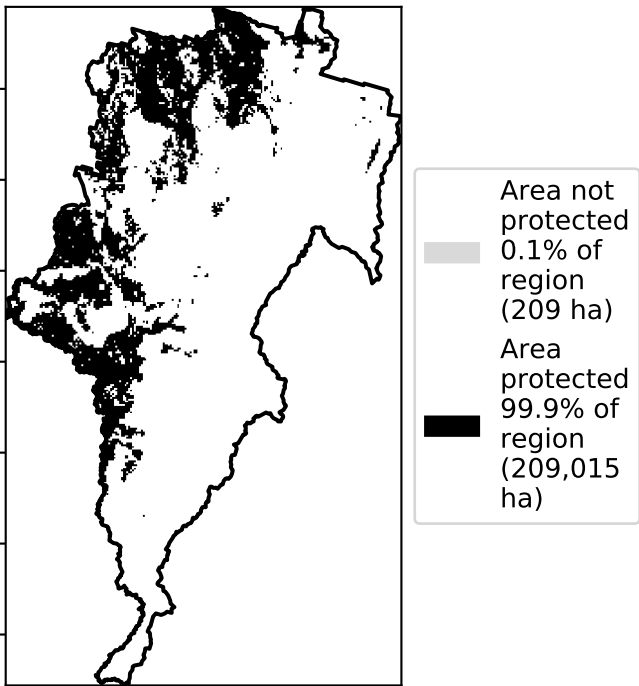 Area not
protected
0.1% of
region
(209 ha)
Area
protected
99.9% of
region
(209,015
ha)